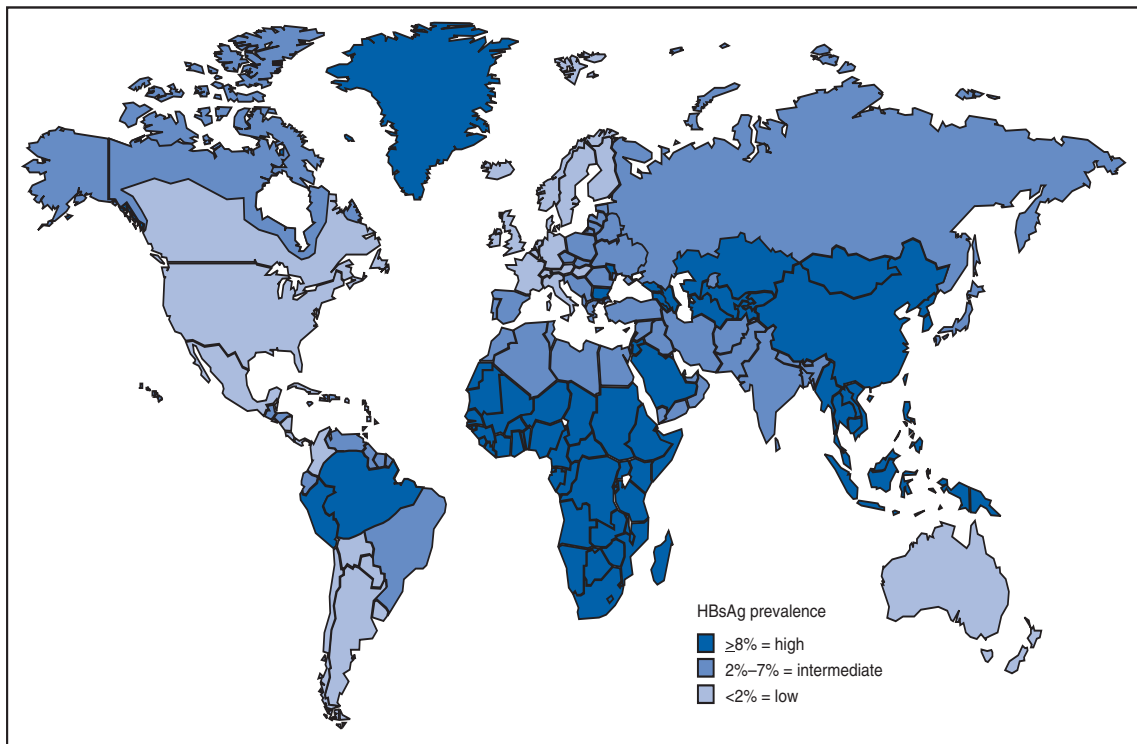 HBsAg prevalence
≥8% = high
2%–7% = intermediate
<2% = low